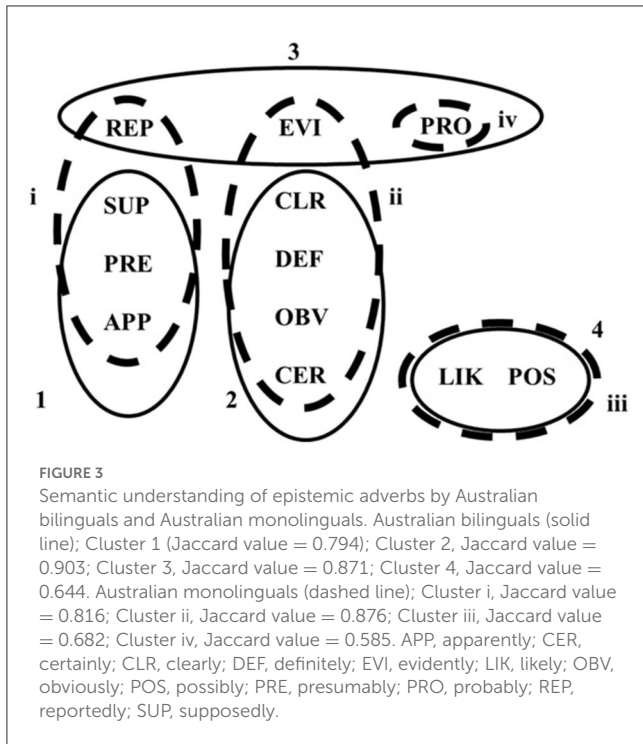 3
REP EVI PRO iv
i ii
SUP CLR
PRE DEF
APP OBV
4
CER LIK POS
1 2 iii
FIGURE 3
Semantic understanding of epistemic adverbs by Australian
bilinguals and Australian monolinguals. Australian bilinguals (solid
line); Cluster 1 (Jaccard value = 0.794); Cluster 2, Jaccard value =
0.903; Cluster 3, Jaccard value = 0.871; Cluster 4, Jaccard value =
0.644. Australian monolinguals (dashed line); Cluster i, Jaccard value
= 0.816; Cluster ii, Jaccard value = 0.876; Cluster iii, Jaccard value
= 0.682; Cluster iv, Jaccard value = 0.585. APP, apparently; CER,
certainly; CLR, clearly; DEF, definitely; EVI, evidently; LIK, likely; OBV,
obviously; POS, possibly; PRE, presumably; PRO, probably; REP,
reportedly; SUP, supposedly.